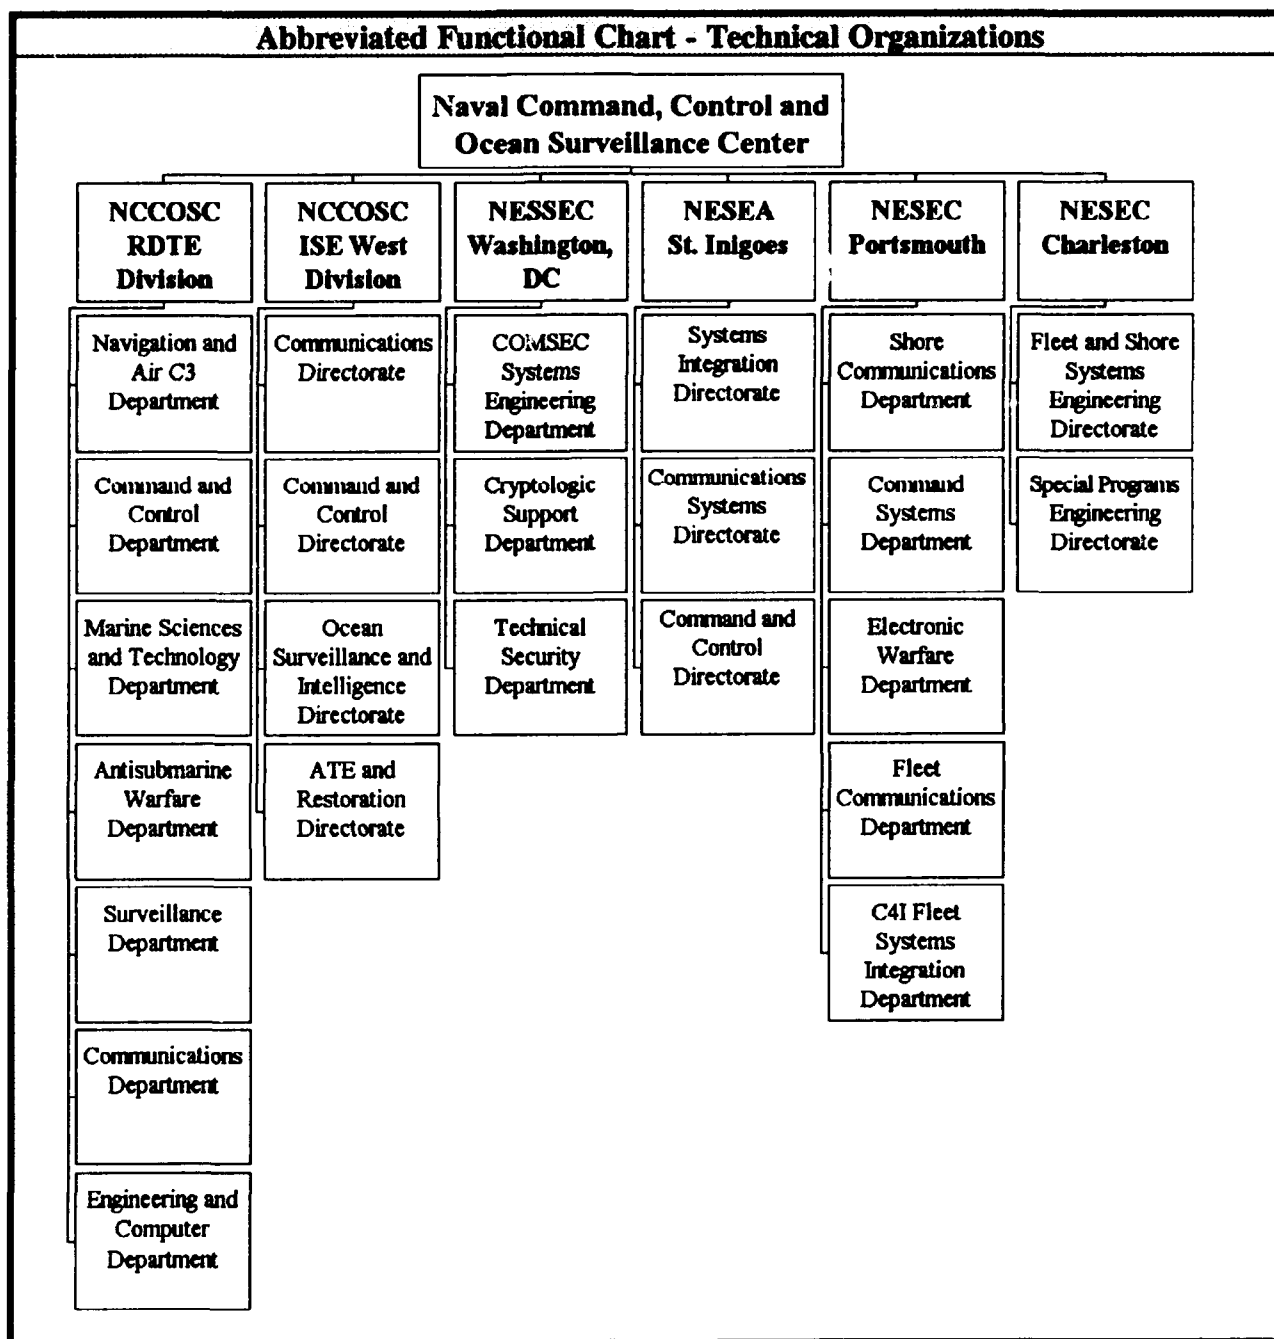 Abbreviated Functional Chart - Technical Organizations
Naval Command, Control and
Ocean Surveillance Center
NCCOSC
RDTE
Division
NCCOSC
ISE West
Division
NESSEC
Washington,
DC
NESEA
St. Inigoes
NESEC
Portsmouth
NESEC
Charleston
Navigation and
Air C3
Department
Command and
Control
Department
Marine Sciences
and Technology
Department
Antisubmarine
Warfare
Department
Surveillance
Department
Communications
Department
Engineering and
Computer
Department
Communications
Directorate
Command and
Control
Directorate
Ocean
Surveillance and
Intelligence
Directorate
ATE and
Restoration
Directorate
COMSEC
Systems
Engineering
Department
Cryptologic
Support
Department
Technical
Security
Department
Systems
Integration
Directorate
Communications
Systems
Directorate
Command and
Control
Directorate
Shore
Communications
Department
Command
Systems
Department
Electronic
Warfare
Department
Fleet
Communications
Department
C4I Fleet
Systems
Integration
Department
Fleet and Shore
Systems
Engineering
Directorate
Special Programs
Engineering
Directorate